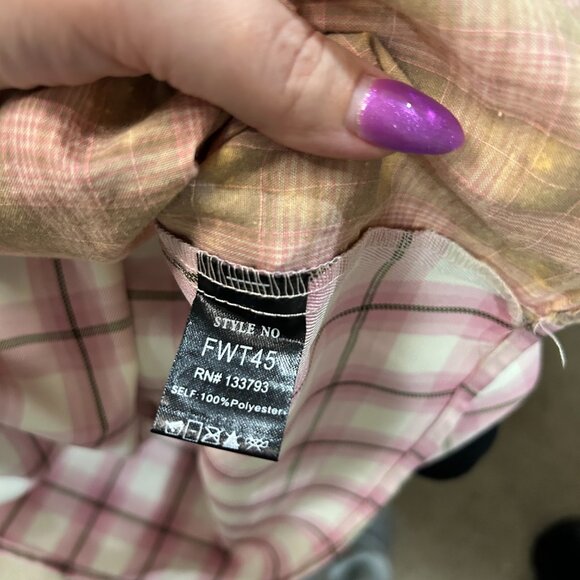 STYLE NO
FWT45
RN# 133793
SELF:100%Polyester